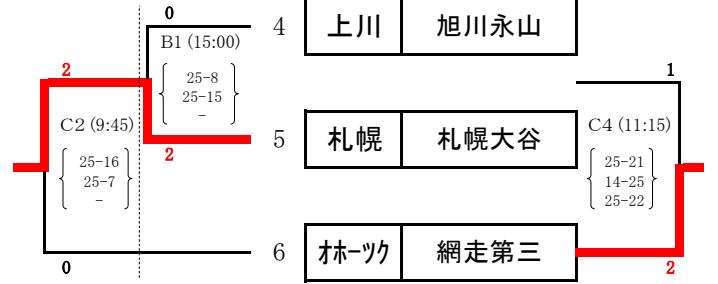 0
4 上川 旭川永山
B1 (15:00)
25-8
25-15
-
2
1
C2 (9:45)
5 札幌 札幌大谷
C4 (11:15)
2
25-16
25-7
-
25-21
14-25
25-22
6 ｵﾎｰﾂｸ 網走第三
0
2